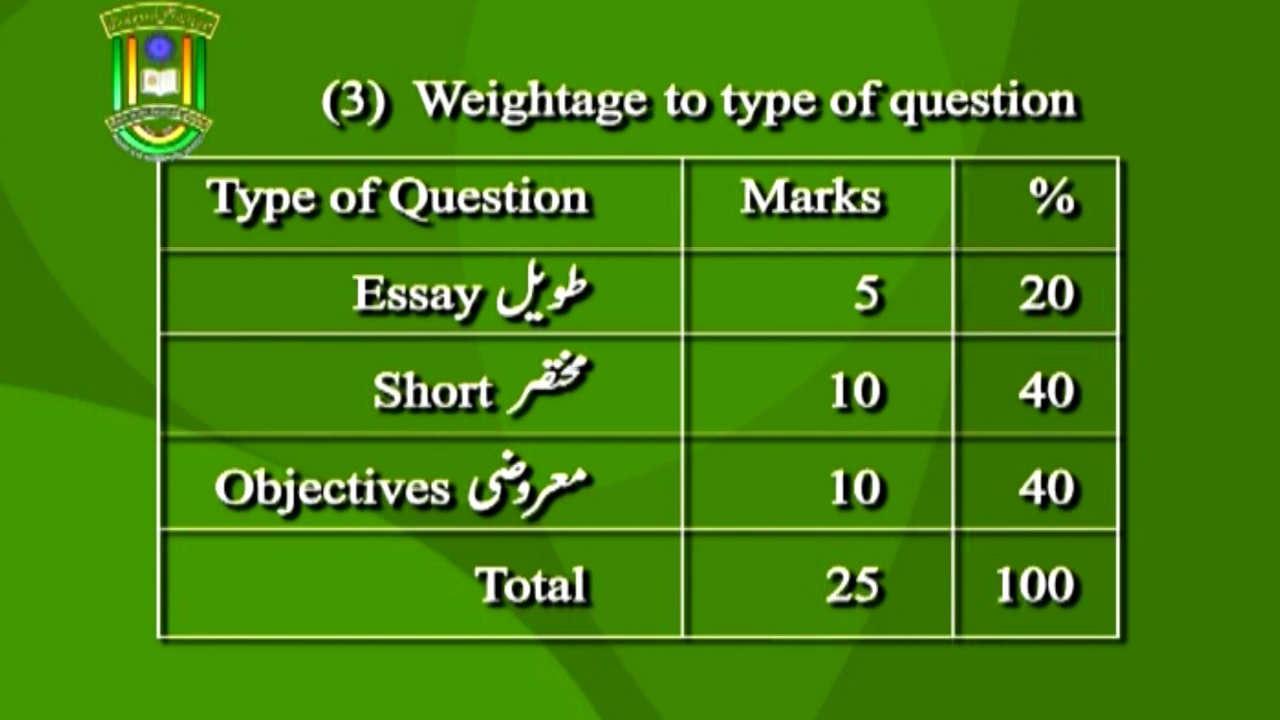 (3) Weightage to type of question
Type of Question Marks %
Essay طویل 5 20
Short مختصر 10 40
Objectives معروضی 10 40
Total 25 100